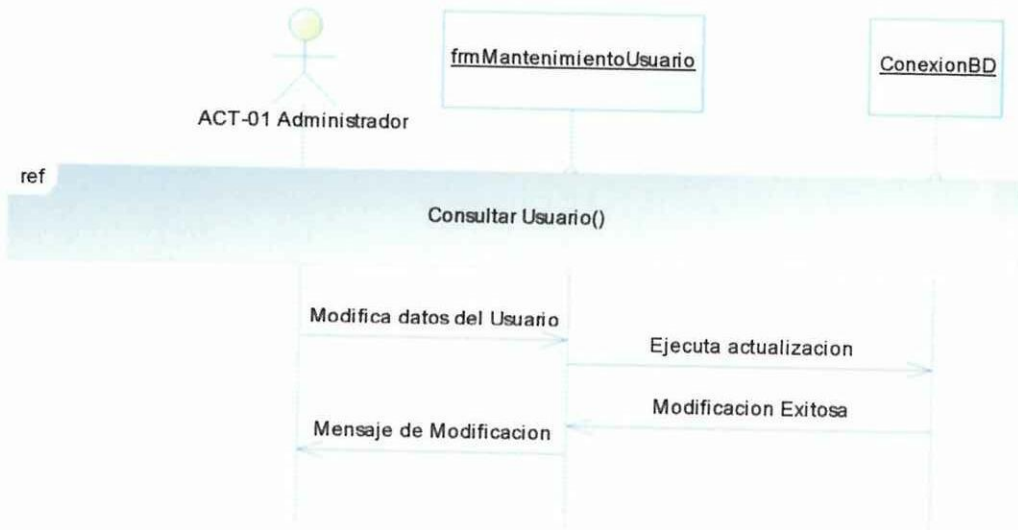 frmMantenimientoUsuario
ConexionBD
ACT-01 Administrador
ref
Consultar Usuario()
Modifica datos del Usuario
Ejecuta actualizacion
Modificacion Exitosa
Mensaje de Modificacion